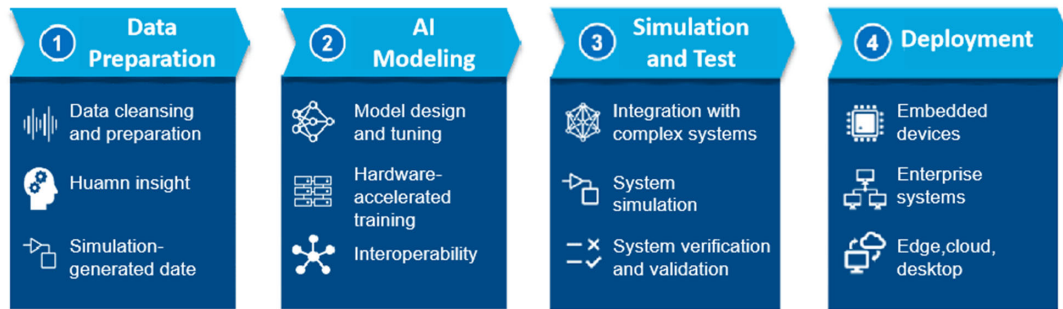 1
Data
Preparation
Data cleansing
and preparation
Huamn insight
Simulation-
generated date
2
AI
Modeling
Model design
and tuning
Hardware-
accelerated
training
Interoperability
3
Simulation
and Test
Integration with
complex systems
System
simulation
System verification
and validation
4
Deployment
Embedded
devices
Enterprise
systems
Edge,cloud,
desktop